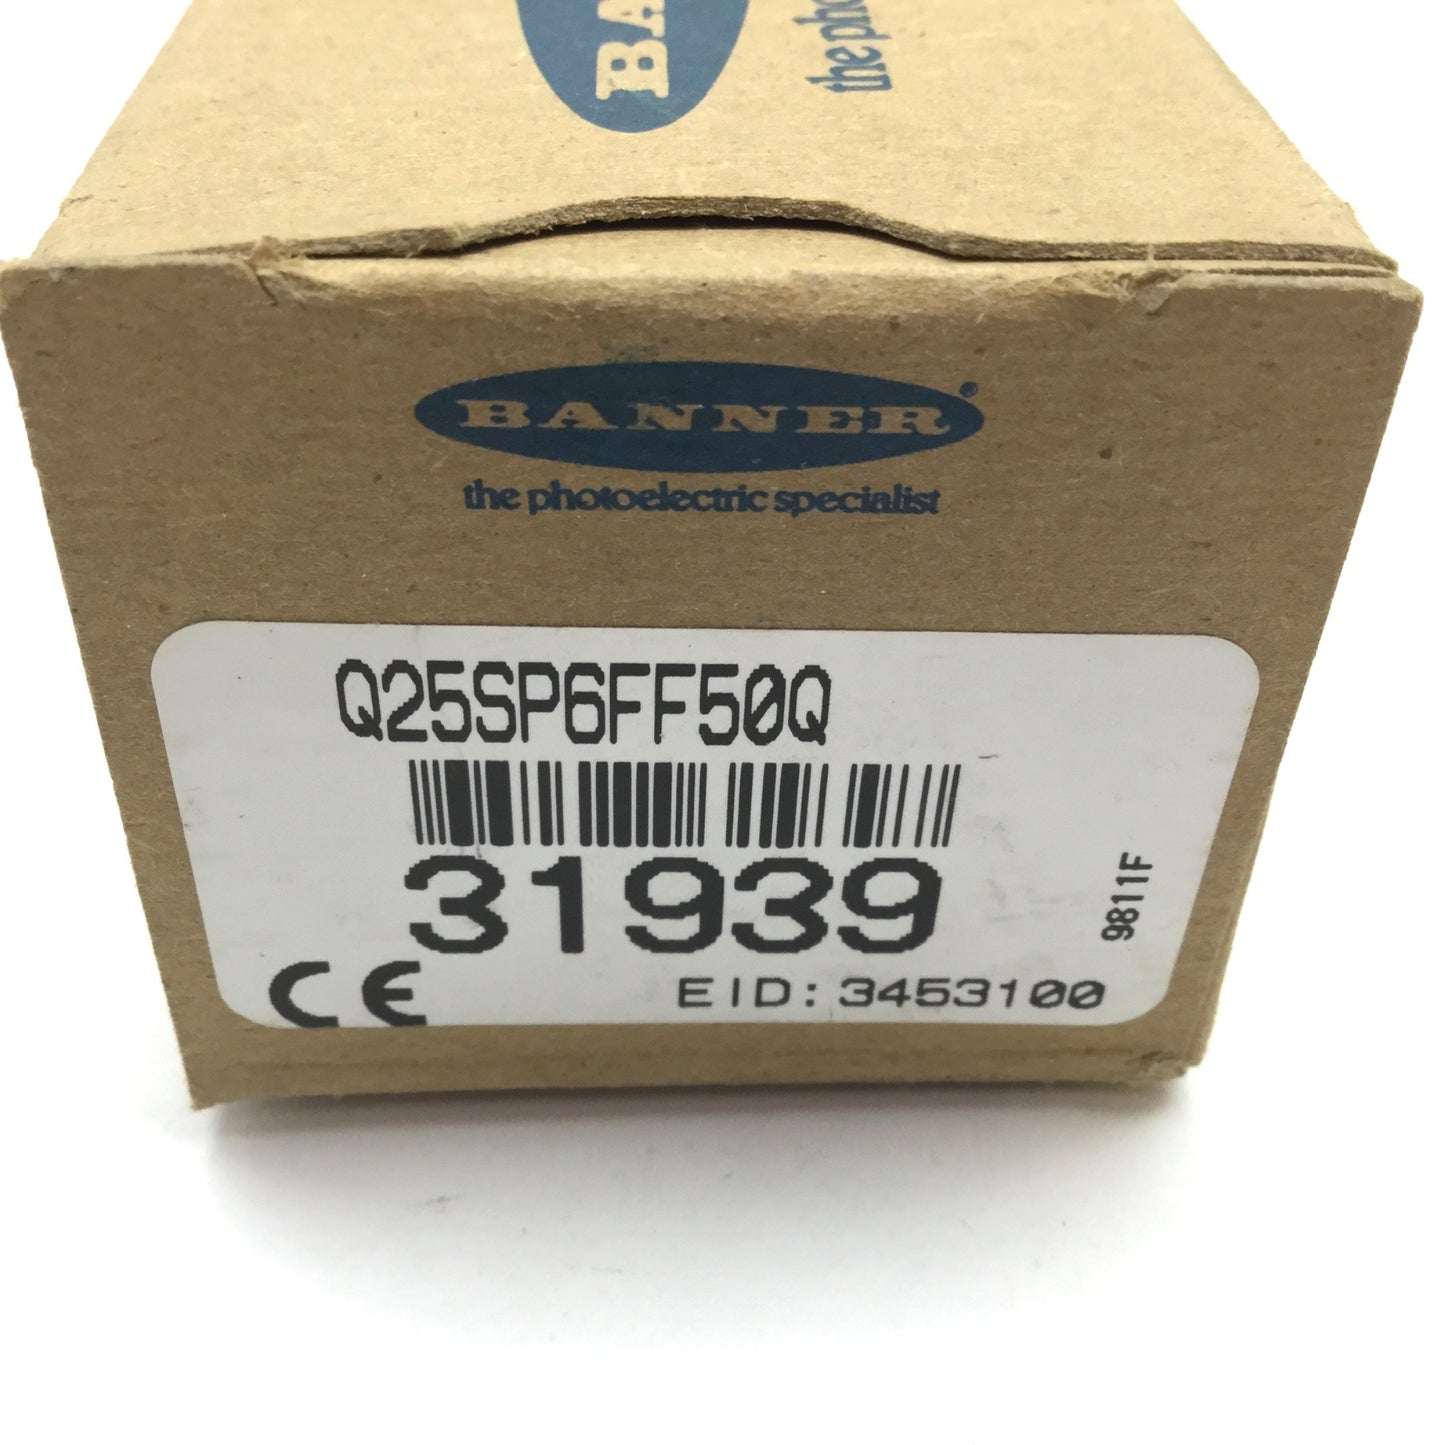 BA
the pho
BANNER®
the photoelectric specialist
Q25SP6FF50Q
31939
9811F
CE
EID: 3453100